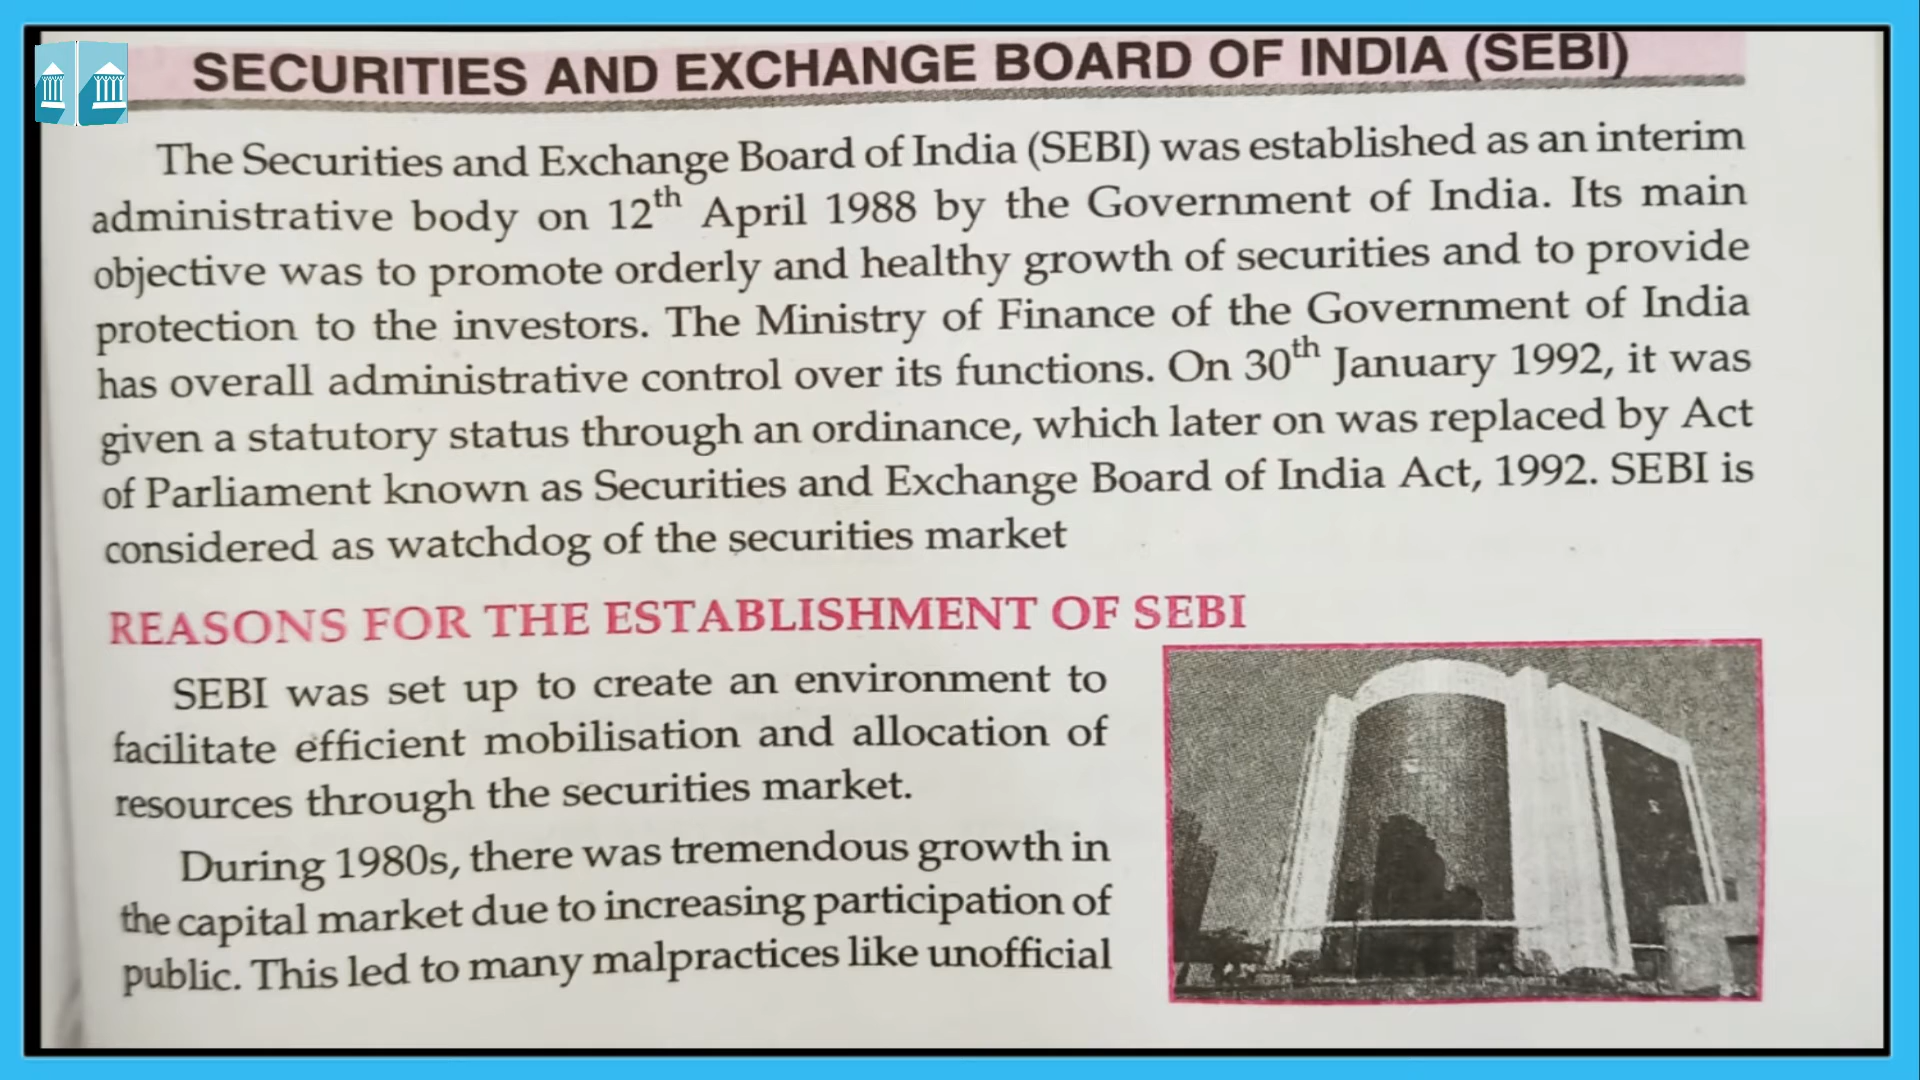 SECURITIES AND EXCHANGE BOARD OF INDIA (SEBI)
The Securities and Exchange Board of India (SEBI) was established as an interim
administrative body on 12th April 1988 by the Government of India. Its main
objective was to promote orderly and healthy growth of securities and to provide
protection to the investors. The Ministry of Finance of the Government of India
has overall administrative control over its functions. On 30th January 1992, it was
given a statutory status through an ordinance, which later on was replaced by Act
of Parliament known as Securities and Exchange Board of India Act, 1992. SEBI is
considered as watchdog of the securities market
REASONS FOR THE ESTABLISHMENT OF SEBI
SEBI was set up to create an environment to
facilitate efficient mobilisation and allocation of
resources through the securities market.
During 1980s, there was tremendous growth in
the capital market due to increasing participation of
public. This led to many malpractices like unofficial